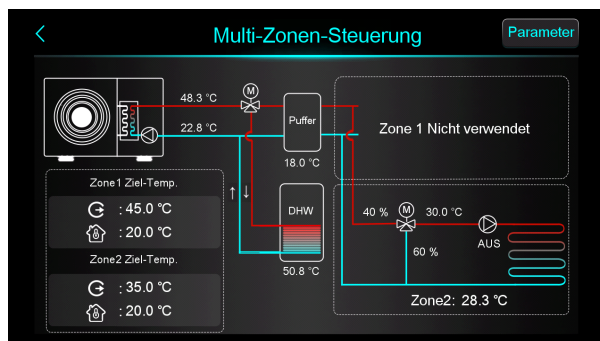 Multi-Zonen-Steuerung
Parameter
48.3 °C
M
22.8 °C
Puffer
18.0 °C
Zone 1 Nicht verwendet
Zone1 Ziel-Temp.
: 45.0 °C
: 20.0 °C
Zone2 Ziel-Temp.
: 35.0 °C
: 20.0 °C
↑ ↓
DHW
50.8 °C
40 %
M
30.0 °C
60 %
AUS
Zone2: 28.3 °C